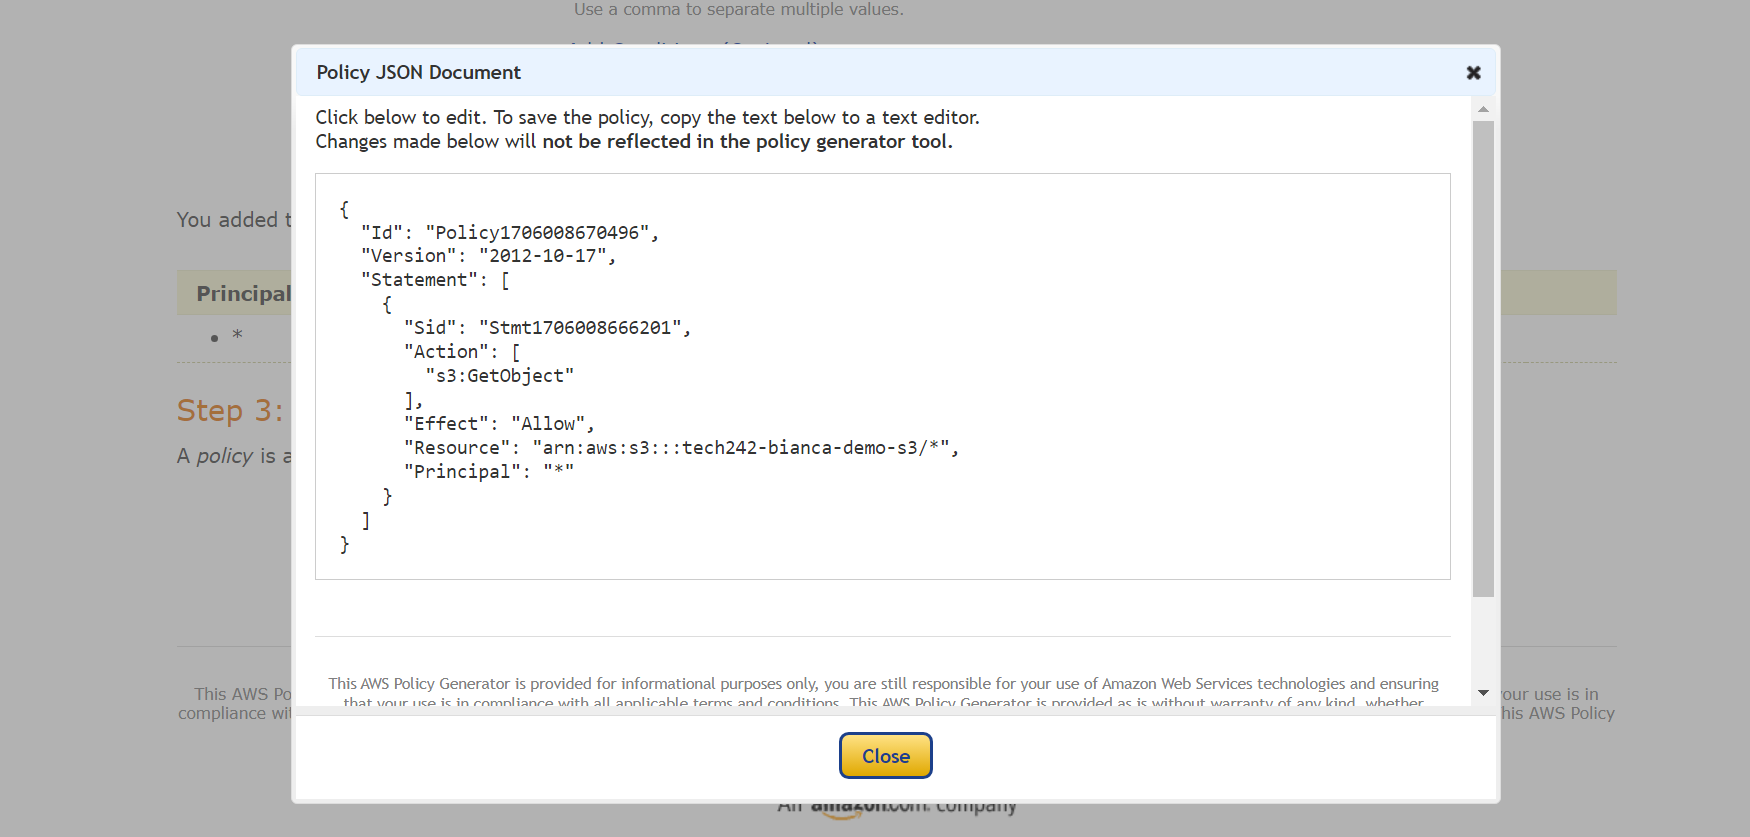 Use a comma to separate multiple values.
Policy JSON Document
Click below to edit. To save the policy, copy the text below to a text editor.
Changes made below will not be reflected in the policy generator tool.
{
"Id": "Policy1706008670496",
"Version": "2012-10-17",
"Statement": [
{
"Sid": "Stmt1706008666201",
"Action": [
"s3:GetObject"
],
"Effect": "Allow",
"Resource": "arn:aws:s3:::tech242-bianca-demo-s3/*",
"Principal": "*"
}
]
}
You added t
Principal
• *
Step 3:
A policy is a
This AWS Policy Generator is provided for informational purposes only, you are still responsible for your use of Amazon Web Services technologies and ensuring
that your use is in compliance with all applicable terms and conditions. This AWS Policy Generator is provided as is without warranty of any kind, whether
This AWS Po
compliance wi
your use is in
his AWS Policy
Close
An amazon.com. company